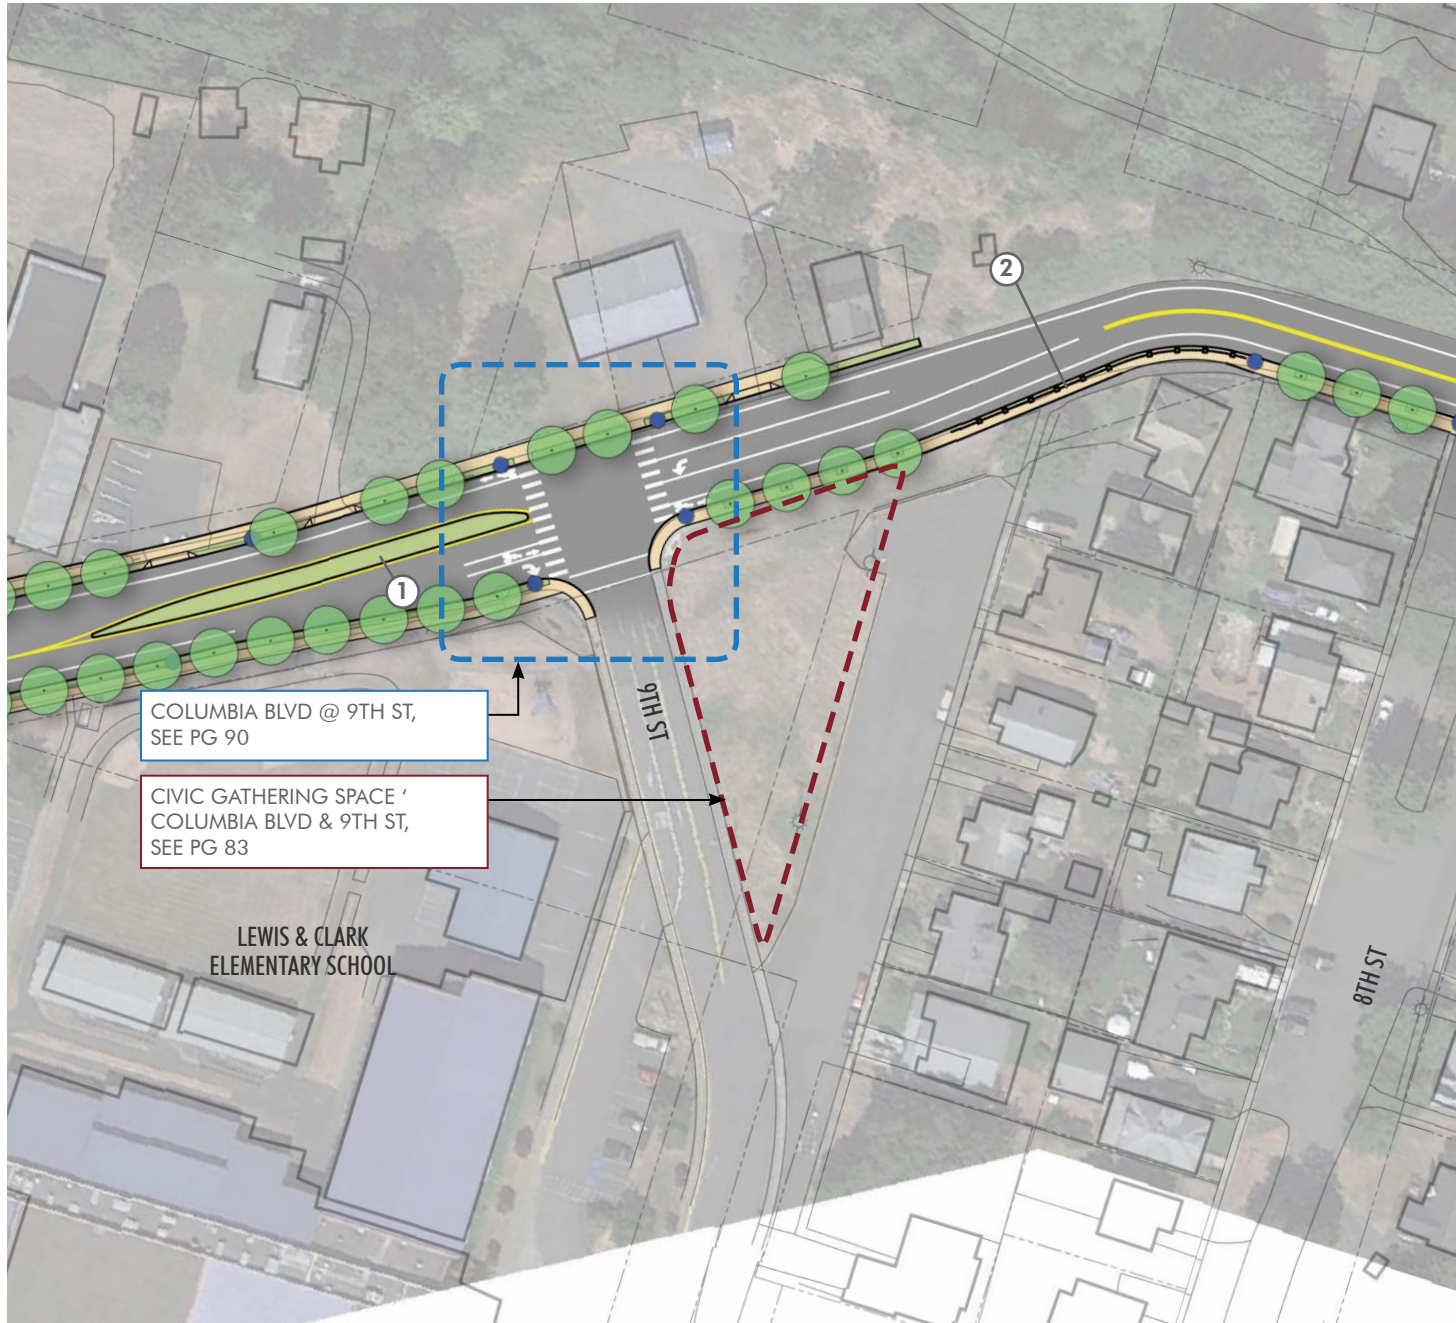 2
1
COLUMBIA BLVD @ 9TH ST,
SEE PG 90
9TH ST
CIVIC GATHERING SPACE ‘
COLUMBIA BLVD & 9TH ST,
SEE PG 83
LEWIS & CLARK
ELEMENTARY SCHOOL
8TH ST